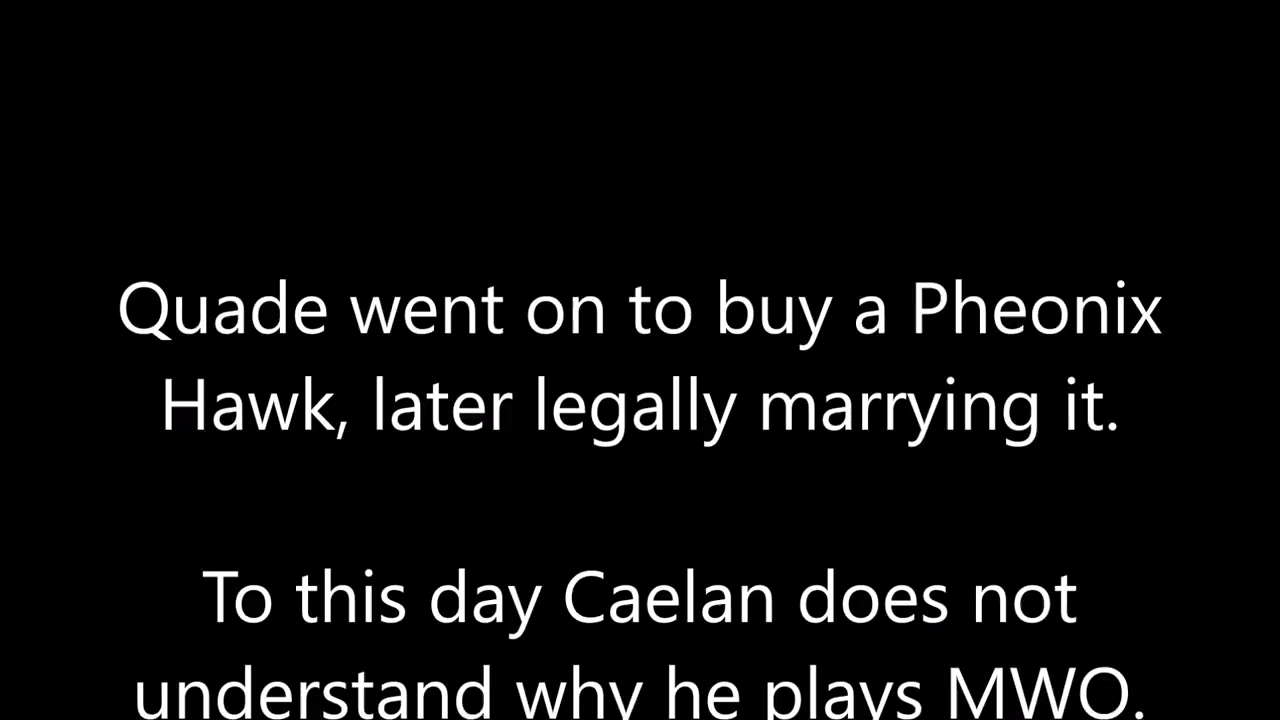 Quade went on to buy a Pheonix
Hawk, later legally marrying it.
To this day Caelan does not
understand why he plays MWO.